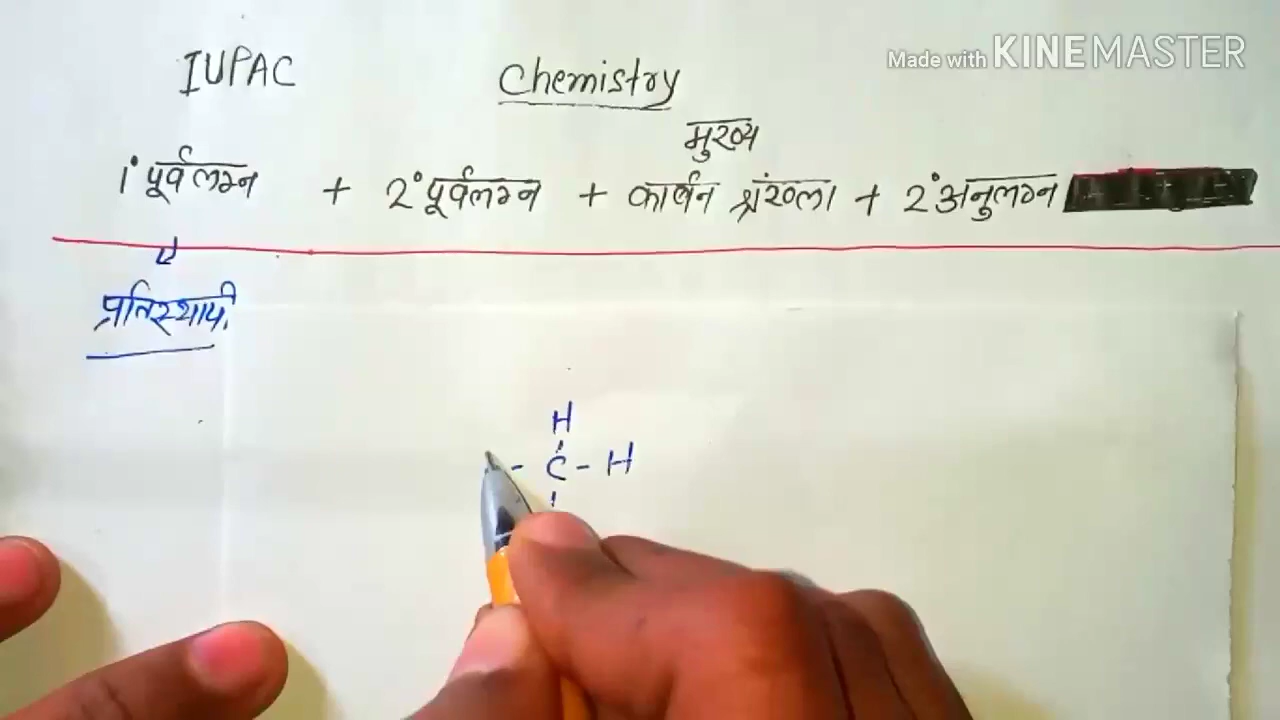 Made with KINEMASTER
IUPAC Chemistry
मुख्य
1° पूर्वलग्न + 2° पूर्वलग्न + कार्बन श्रंखला + 2° अनुलग्न
प्रतिस्थायी
H
- C - H